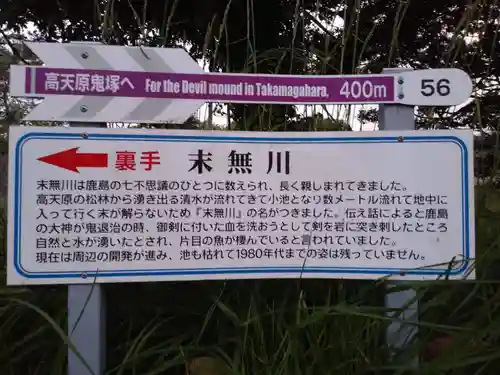 高天原鬼塚へ For the Devil mound in Takamagahara, 400m 56
裏手 末無川
末無川は鹿島の七不思議のひとつに数えられ、長く親しまれてきました。
高天原の松林から湧き出る清水が流れてきて小池となり数メートル流れて地中に
入って行く末が解らないため『末無川』の名がつきました。伝え話によると鹿島
の大神が鬼退治の時、御剣に付いた血を洗おうとして剣を岩に突き刺したところ
自然と水が湧いたとされ、片目の魚が棲んでいると言われていました。
現在は周辺の開発が進み、池も枯れて1980年代までの姿は残っていません。